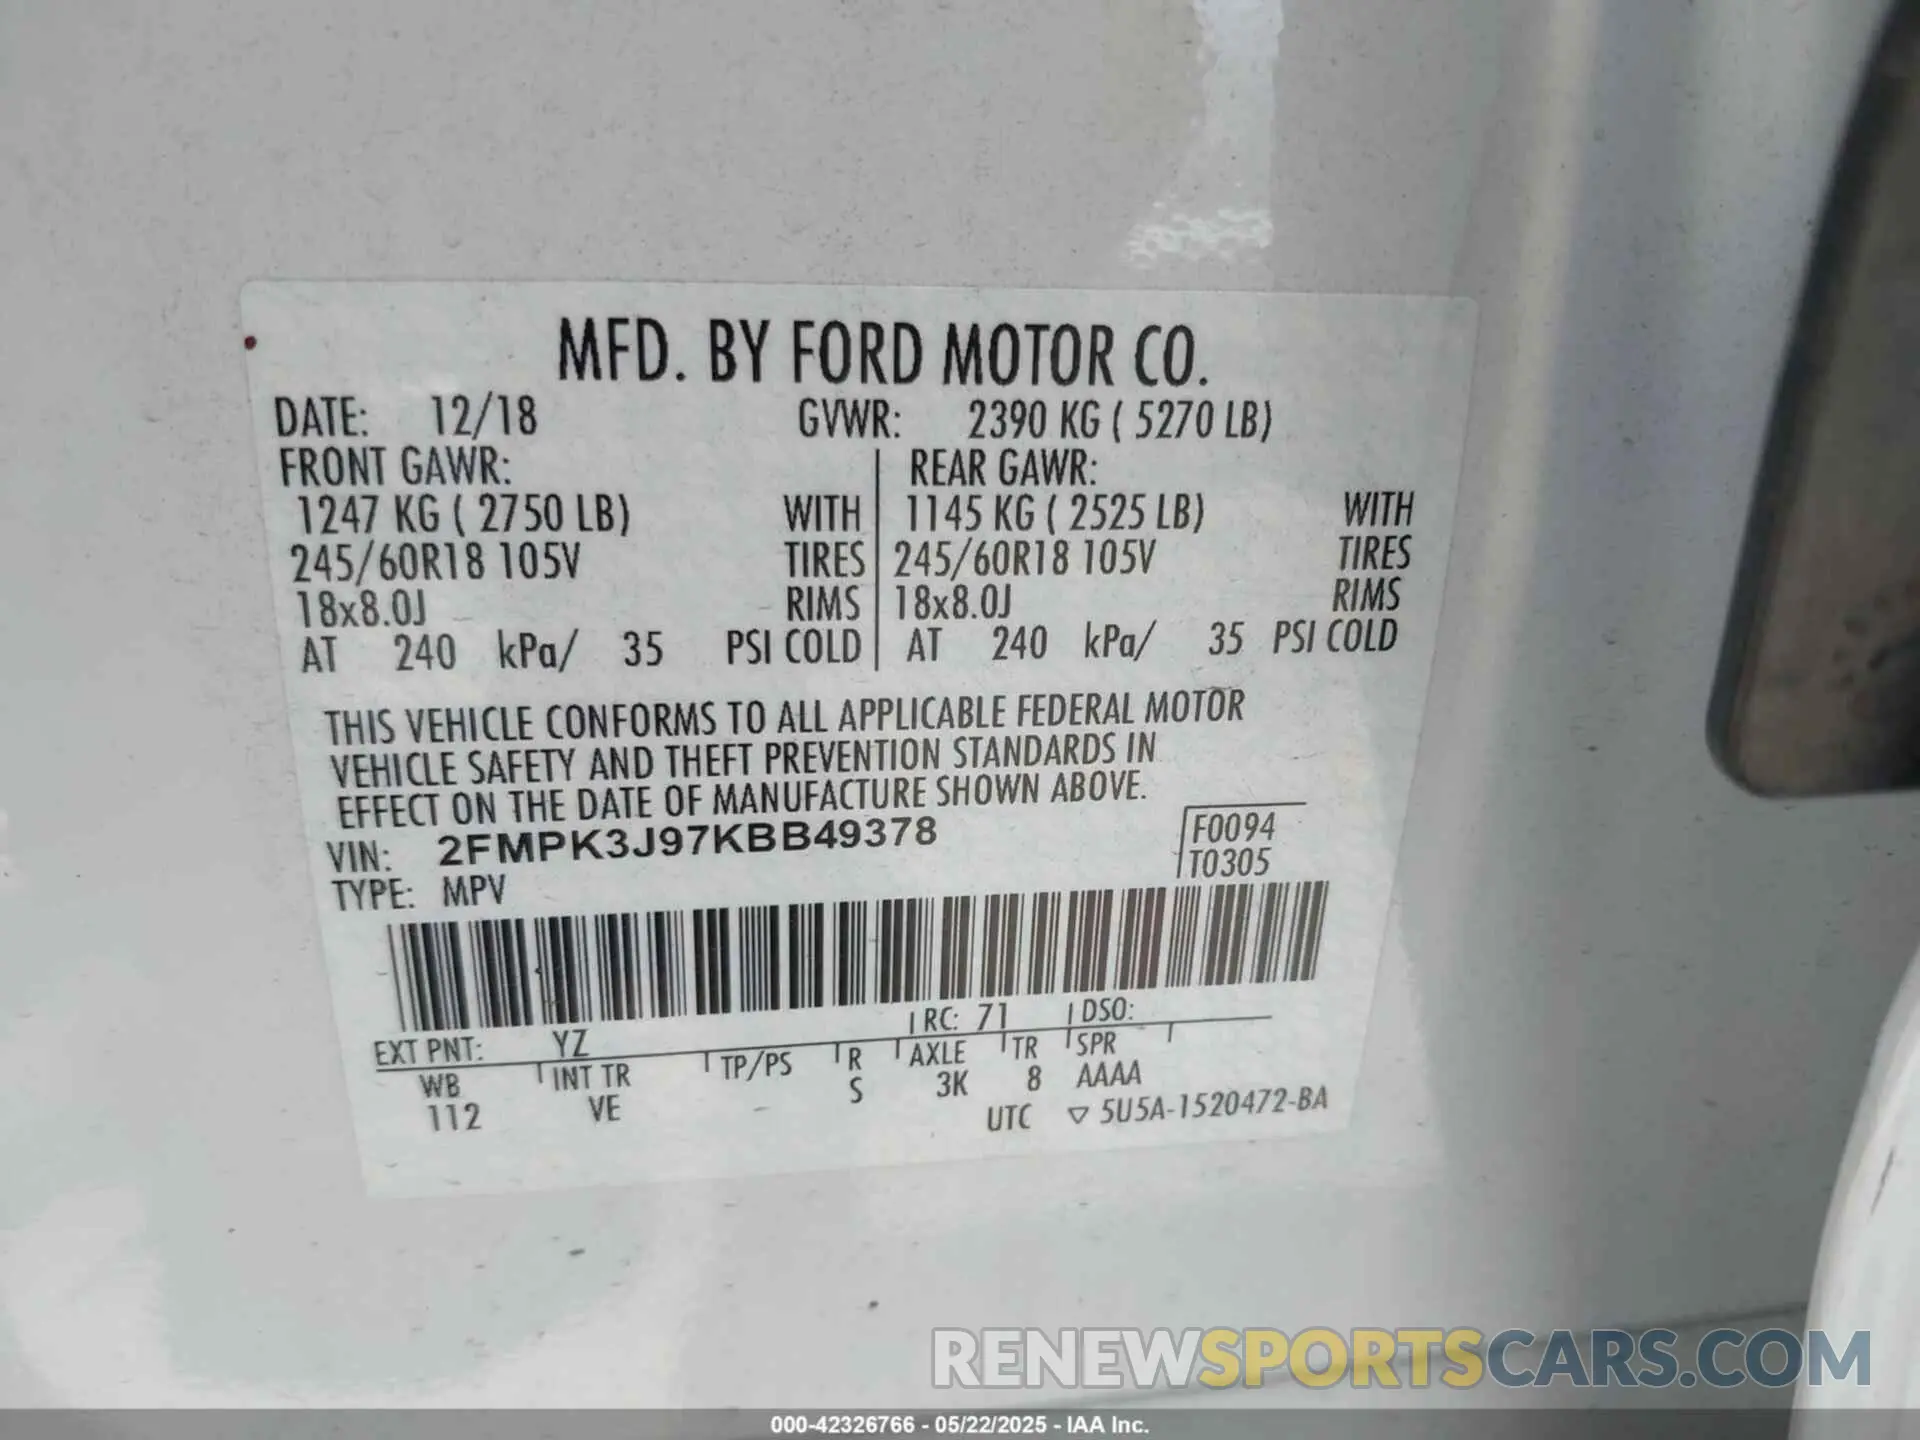 MFD. BY FORD MOTOR CO.
DATE: 12/18 GVWR: 2390 KG ( 5270 LB)
FRONT GAWR: REAR GAWR:
1247 KG ( 2750 LB) WITH 1145 KG ( 2525 LB) WITH
245/60R18 105V TIRES 245/60R18 105V TIRES
18x8.0J RIMS 18x8.0J RIMS
AT 240 kPa/ 35 PSI COLD AT 240 kPa/ 35 PSI COLD
THIS VEHICLE CONFORMS TO ALL APPLICABLE FEDERAL MOTOR
VEHICLE SAFETY AND THEFT PREVENTION STANDARDS IN
EFFECT ON THE DATE OF MANUFACTURE SHOWN ABOVE.
VIN: 2FMPK3J97KBB49378 F0094
TYPE: MPV T0305
EXT PNT: YZ RC: 71 DSO:
WB INT TR TP/PS R AXLE TR SPR
112 VE - S 3K 8 AAAA
UTC ▽ 5U5A-1520472-BA
RENEWSPORTSCARS.COM
000-42326766 - 05/22/2025 - IAA Inc.